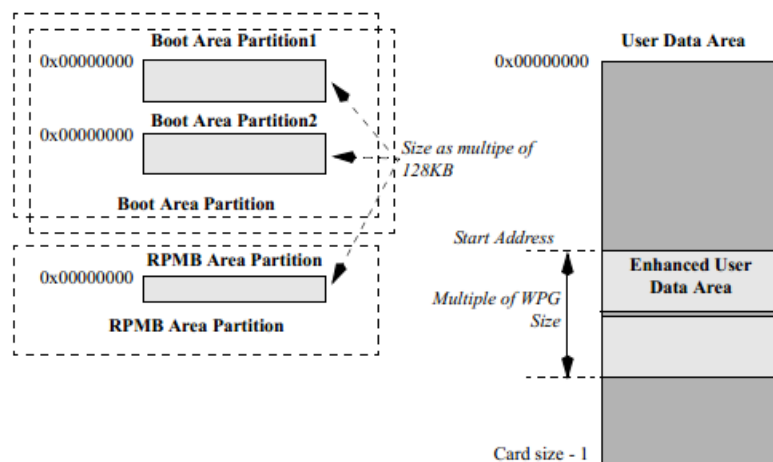 Boot Area Partition1
0x00000000
Boot Area Partition2
0x00000000
Size as multipe of
128KB
Boot Area Partition
RPMB Area Partition
0x00000000
RPMB Area Partition
User Data Area
0x00000000
Start Address
Enhanced User
Data Area
Multiple of WPG
Size
Card size - 1